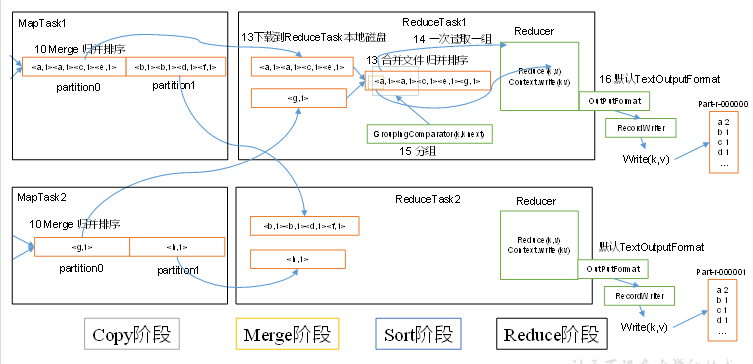 MapTask1
10 Merge 归并排序
<a,1><a,1><c,1><e,1>
<b,1><b,1><d,1><f,1>
partition0
partition1
ReduceTask1
13下载到ReduceTask本地磁盘
14 一次读取一组
<a,1><a,1><c,1><e,1>
<g,1>
13 合并文件 归并排序
<a,1><a,1><c,1><e,1><g,1>
GroupingComparator(k,knext)
15 分组
Reducer
Reduce(k,v)
Context.write(k,v)
16 默认TextOutputFormat
OutPutFormat
RecordWriter
Write(k,v)
Part-r-000000
a 2
b 1
c 1
d 1
...
MapTask2
10 Merge 归并排序
<g,1>
<h,1>
partition0
partition1
ReduceTask2
<b,1><b,1><d,1><f,1>
<h,1>
Reducer
Reduce(k,v)
Context.write(k,v)
默认TextOutputFormat
OutPutFormat
RecordWriter
Write(k,v)
Part-r-000001
a 2
b 1
c 1
d 1
...
Copy阶段
Merge阶段
Sort阶段
Reduce阶段